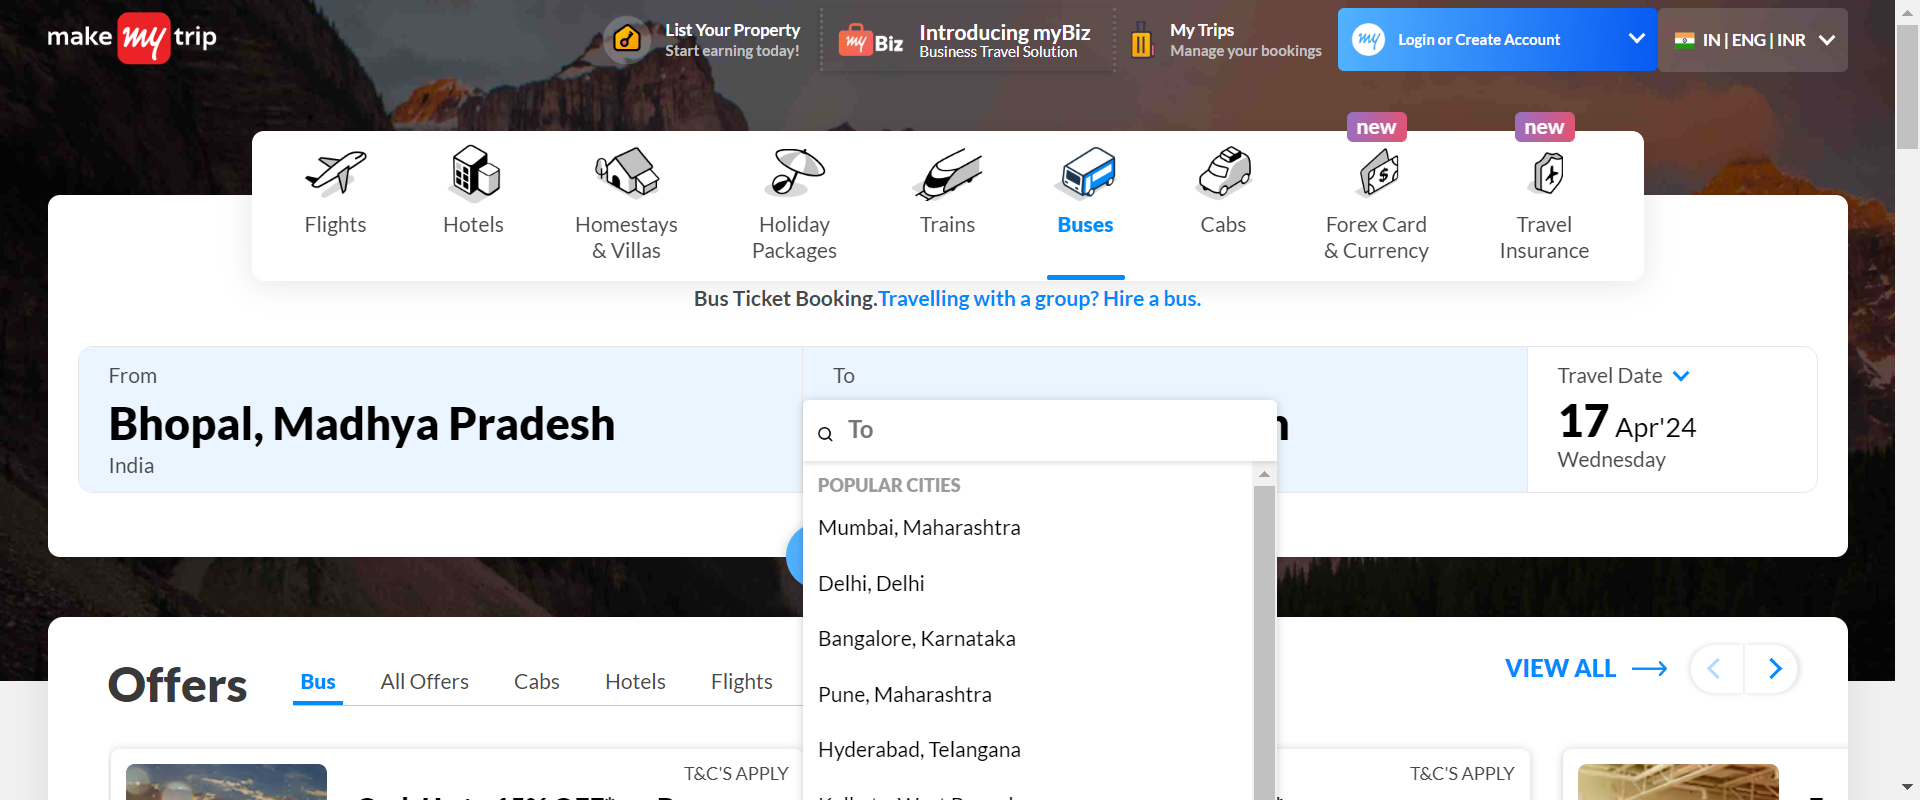 make my trip
List Your Property
Start earning today!
my Biz
Introducing myBiz
Business Travel Solution
My Trips
Manage your bookings
my
Login or Create Account
IN | ENG | INR
new
new
Flights
Hotels
Homestays
& Villas
Holiday
Packages
Trains
Buses
Cabs
Forex Card
& Currency
Travel
Insurance
Bus Ticket Booking. Travelling with a group? Hire a bus.
From
Bhopal, Madhya Pradesh
India
To
To
Travel Date
17 Apr'24
Wednesday
POPULAR CITIES
Mumbai, Maharashtra
Delhi, Delhi
Bangalore, Karnataka
Pune, Maharashtra
Hyderabad, Telangana
Offers
Bus
All Offers
Cabs
Hotels
Flights
VIEW ALL
T&C'S APPLY
T&C'S APPLY